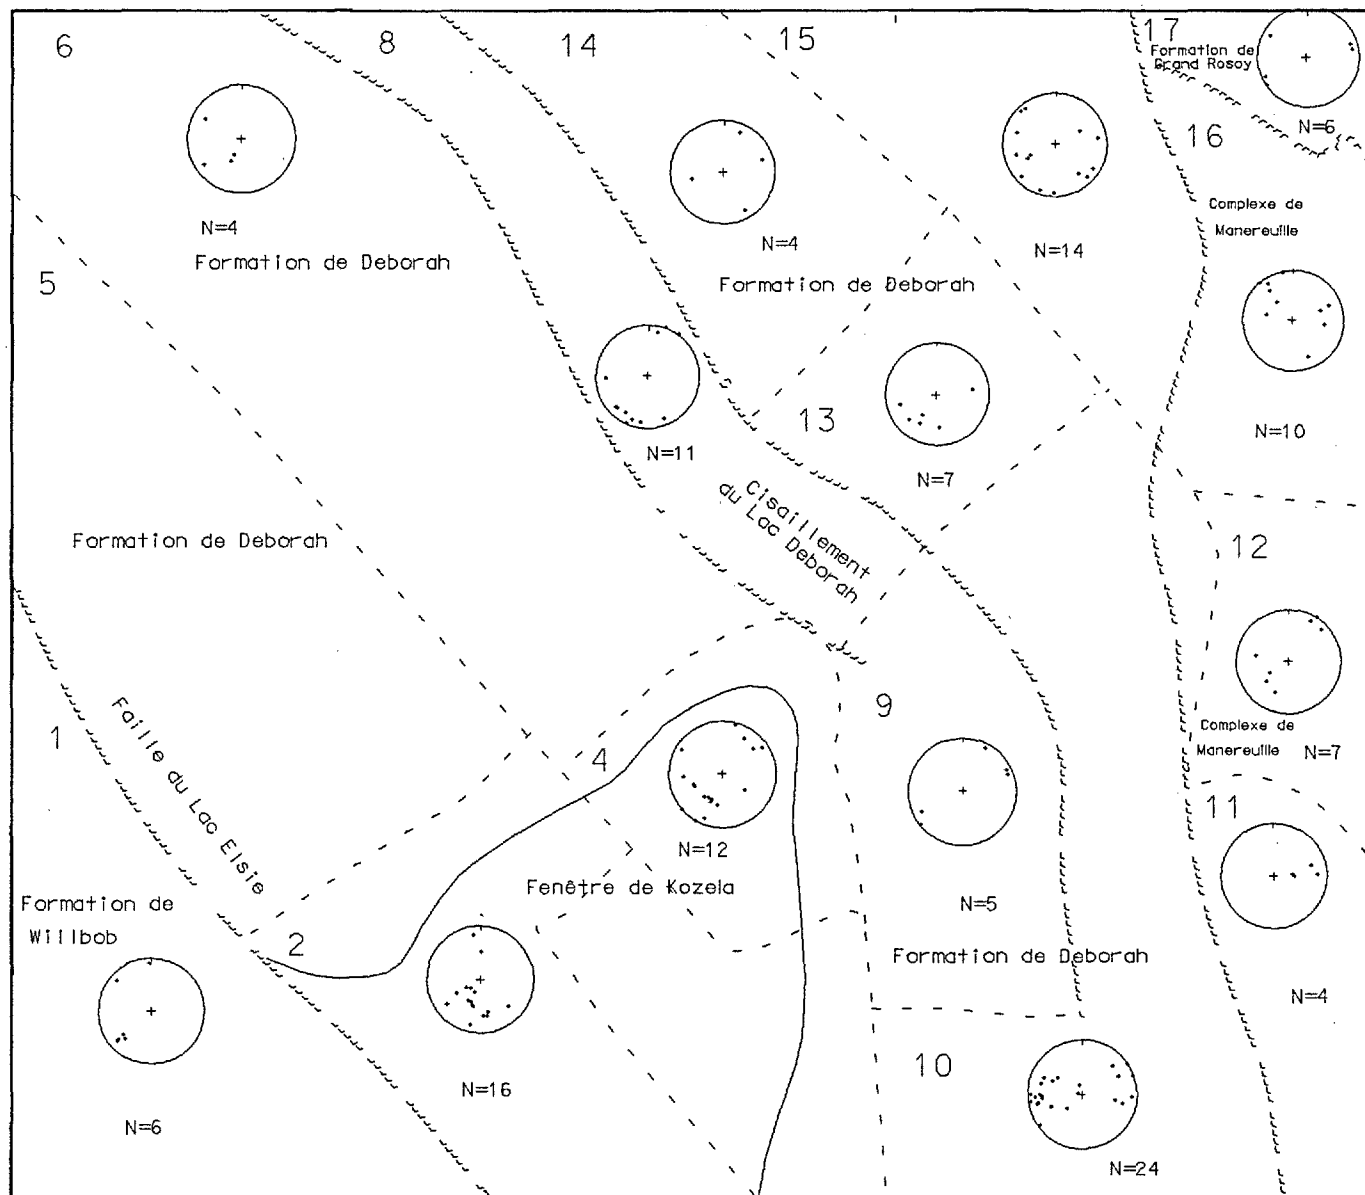 6
8
14
15
17
Formation de
Grand Rosoy
N=6
16
N=4
N=4
N=14
Complexe de
Manereuille
Formation de Deborah
Formation de Deborah
5
N=11
13
N=7
N=10
Cisaillement
du Lac Deborah
Formation de Deborah
12
1
Faille du Lac Elsie
4
9
Complexe de
Manereuille
N=7
11
N=12
Fenêtre de Kozela
N=5
Formation de
Willbob
2
Formation de Deborah
N=4
10
N=16
N=6
N=24